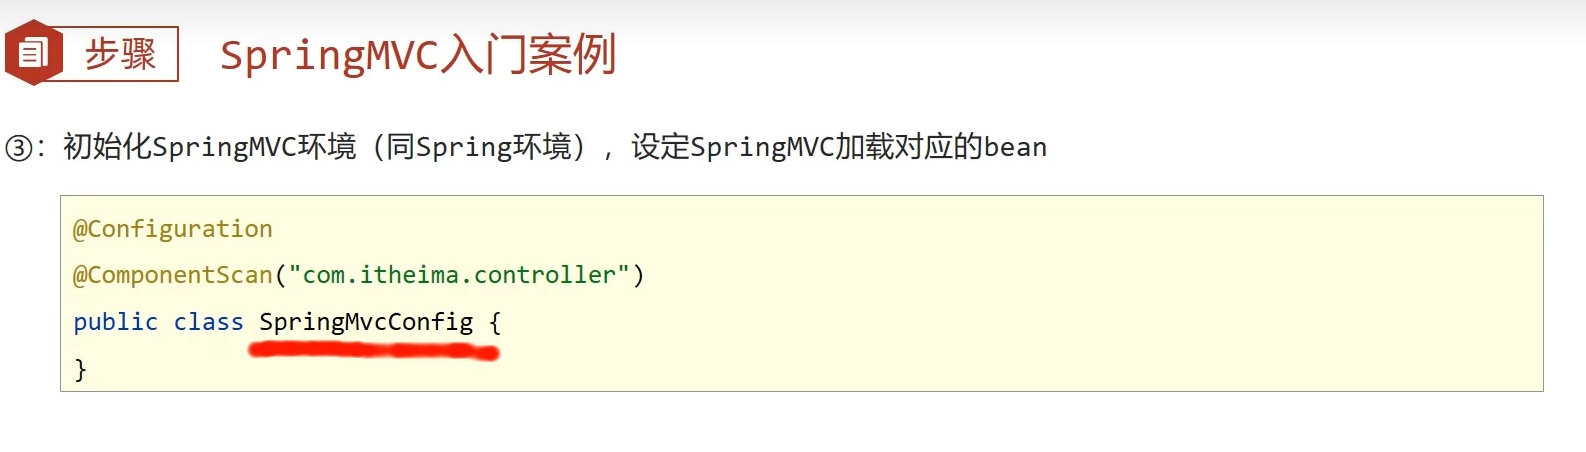 步骤 SpringMVC入门案例
③：初始化SpringMVC环境（同Spring环境），设定SpringMVC加载对应的bean
@Configuration
@ComponentScan("com.itheima.controller")
public class SpringMvcConfig {
}